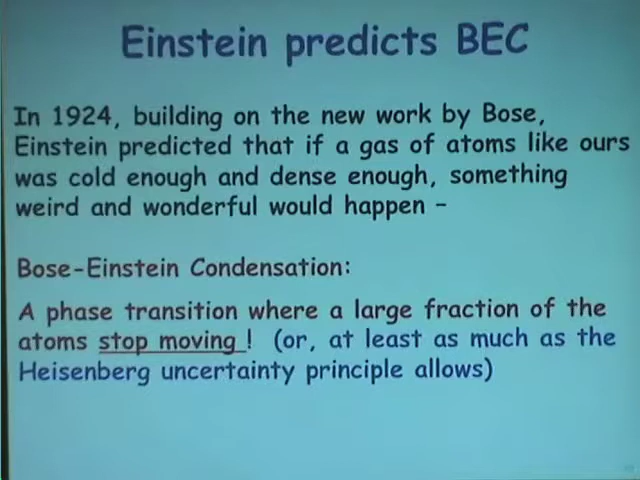 Einstein predicts BEC
In 1924, building on the new work by Bose,
Einstein predicted that if a gas of atoms like ours
was cold enough and dense enough, something
weird and wonderful would happen –
Bose-Einstein Condensation:
A phase transition where a large fraction of the
atoms stop moving ! (or, at least as much as the
Heisenberg uncertainty principle allows)